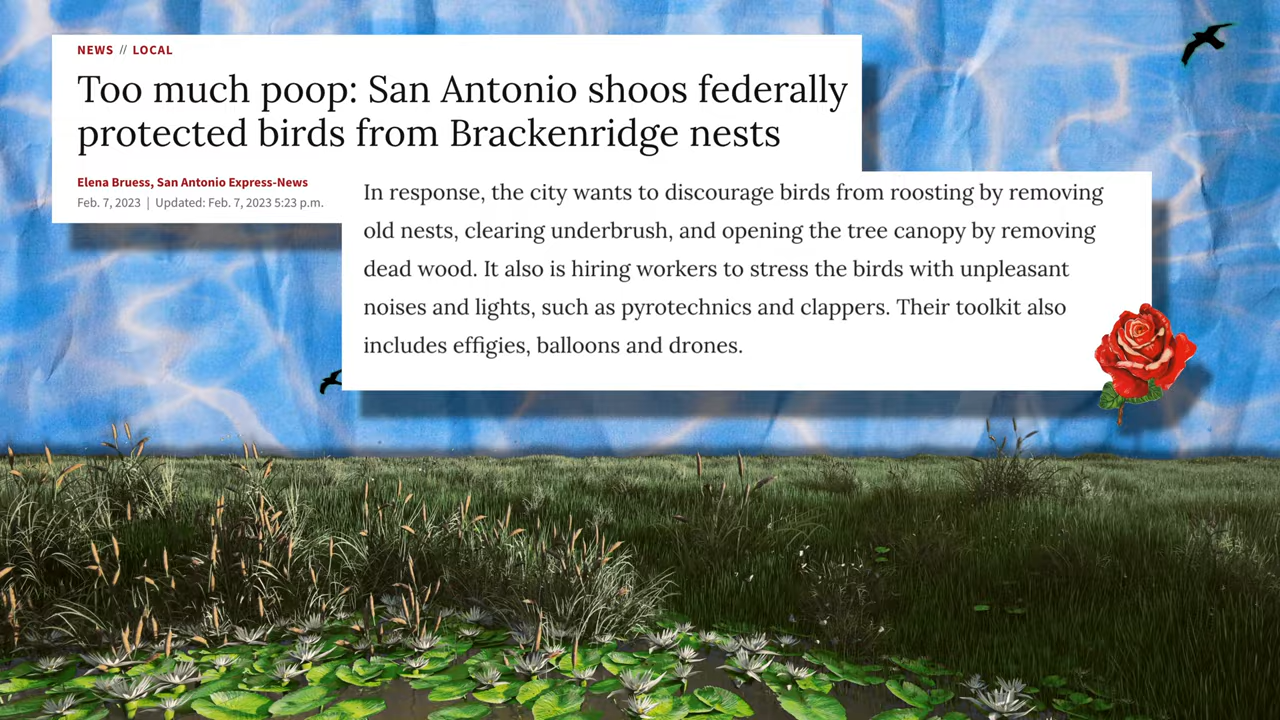 NEWS // LOCAL
Too much poop: San Antonio shoos federally
protected birds from Brackenridge nests
Elena Bruess, San Antonio Express-News
Feb. 7, 2023 | Updated: Feb. 7, 2023 5:23 p.m.
In response, the city wants to discourage birds from roosting by removing
old nests, clearing underbrush, and opening the tree canopy by removing
dead wood. It also is hiring workers to stress the birds with unpleasant
noises and lights, such as pyrotechnics and clappers. Their toolkit also
includes effigies, balloons and drones.